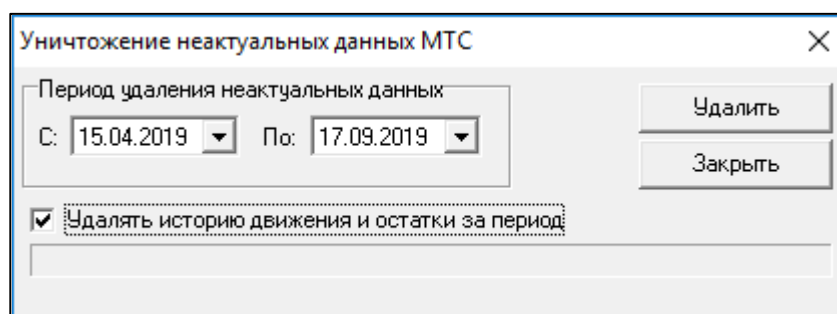 Уничтожение неактуальных данных МТС
Период удаления неактуальных данных
С: 15.04.2019 По: 17.09.2019
Удалить
Закрыть
Удалять историю движения и остатки за период